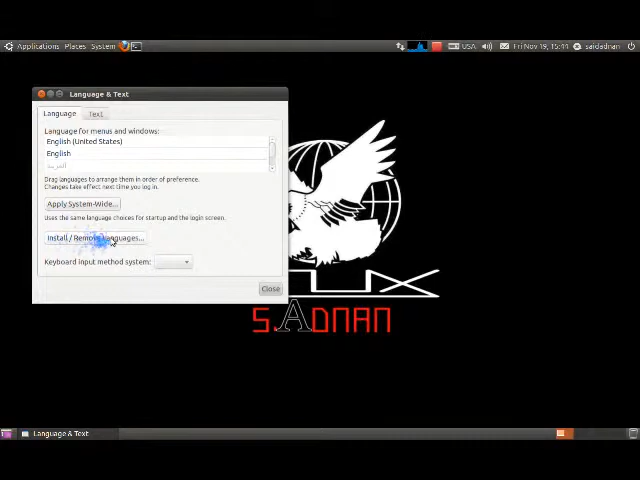 Applications Places System
USA
Fri Nov 19, 15:44
saidadnan
Language & Text
Language Text
Language for menus and windows:
English (United States)
English
العربية
Drag languages to arrange them in order of preference.
Changes take effect next time you log in.
Apply System-Wide...
Uses the same language choices for startup and the login screen.
Install / Remove Languages...
Keyboard input method system:
Close
S.ADNAN
Language & Text